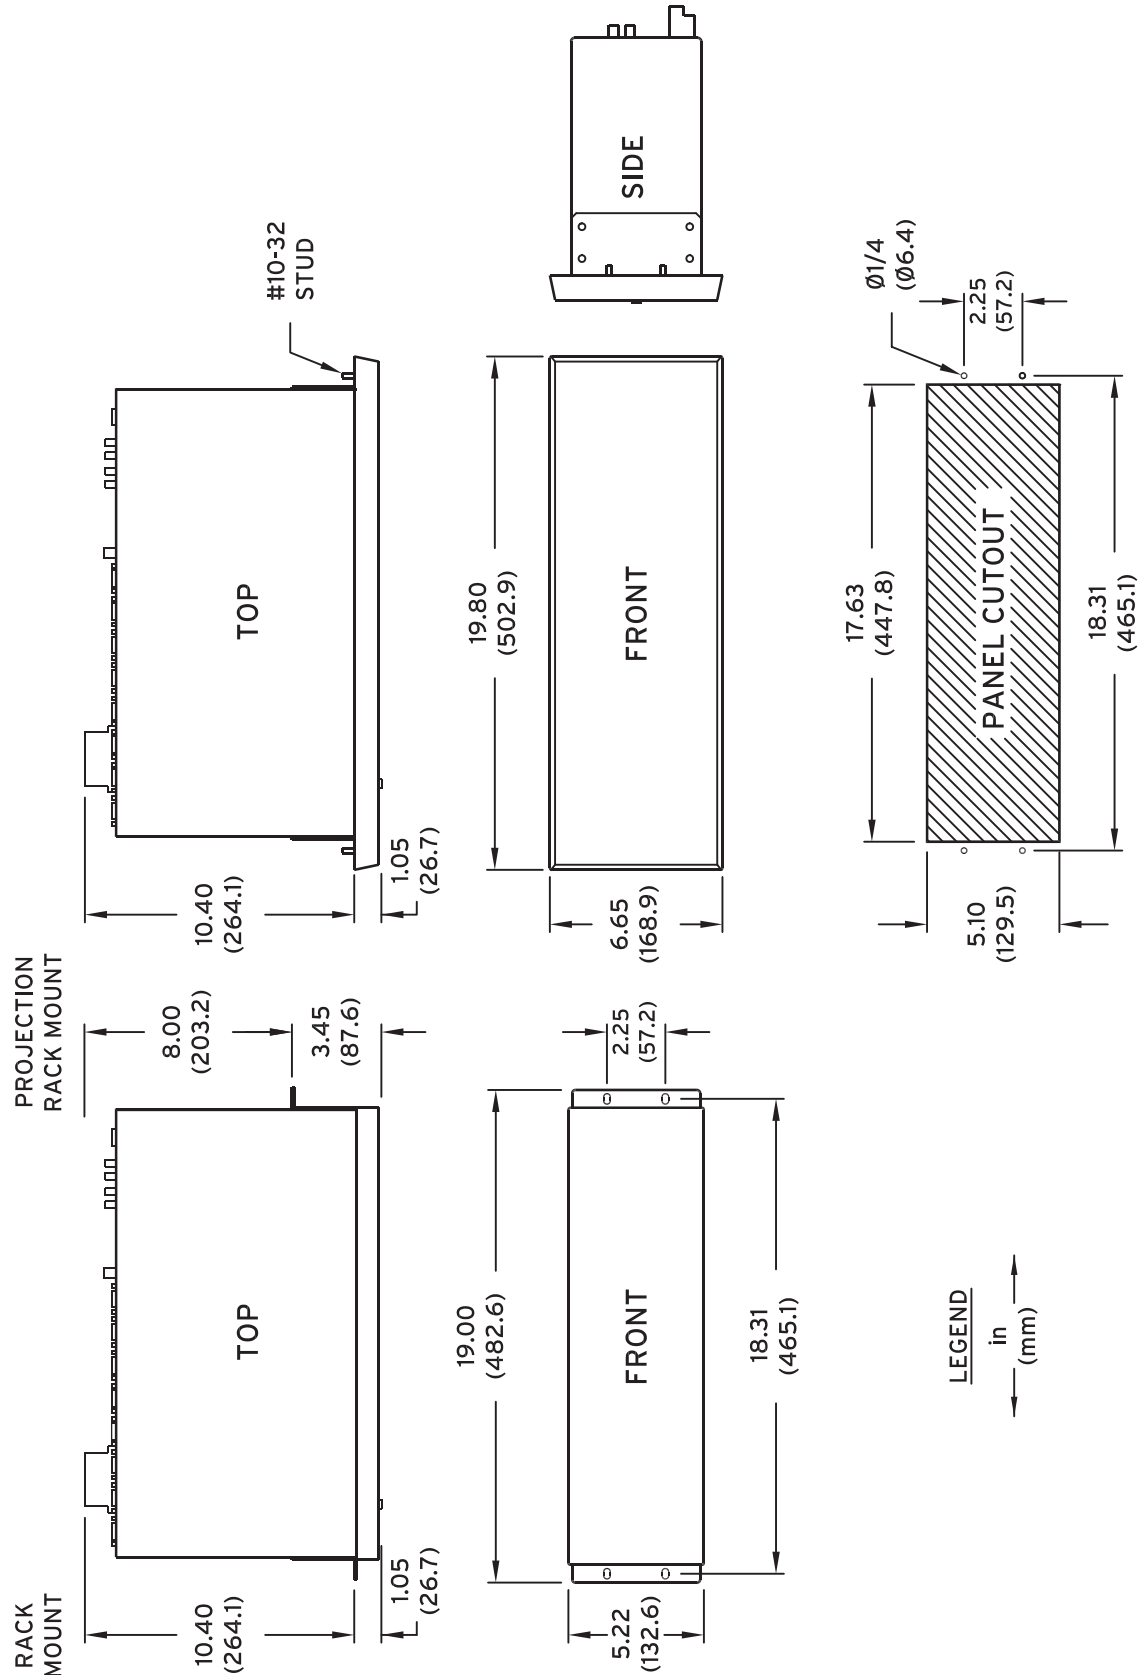 RACK
MOUNT
10.40
(264.1)
1.05
(26.7)
TOP
PROJECTION
RACK MOUNT
8.00
(203.2)
3.45
(87.6)
19.00
(482.6)
FRONT
5.22
(132.6)
2.25
(57.2)
18.31
(465.1)
LEGEND
in
(mm)
#10-32
STUD
TOP
10.40
(264.1)
1.05
(26.7)
19.80
(502.9)
FRONT
6.65
(168.9)
SIDE
Ø1/4
(Ø6.4)
2.25
(57.2)
17.63
(447.8)
PANEL CUTOUT
5.10
(129.5)
18.31
(465.1)